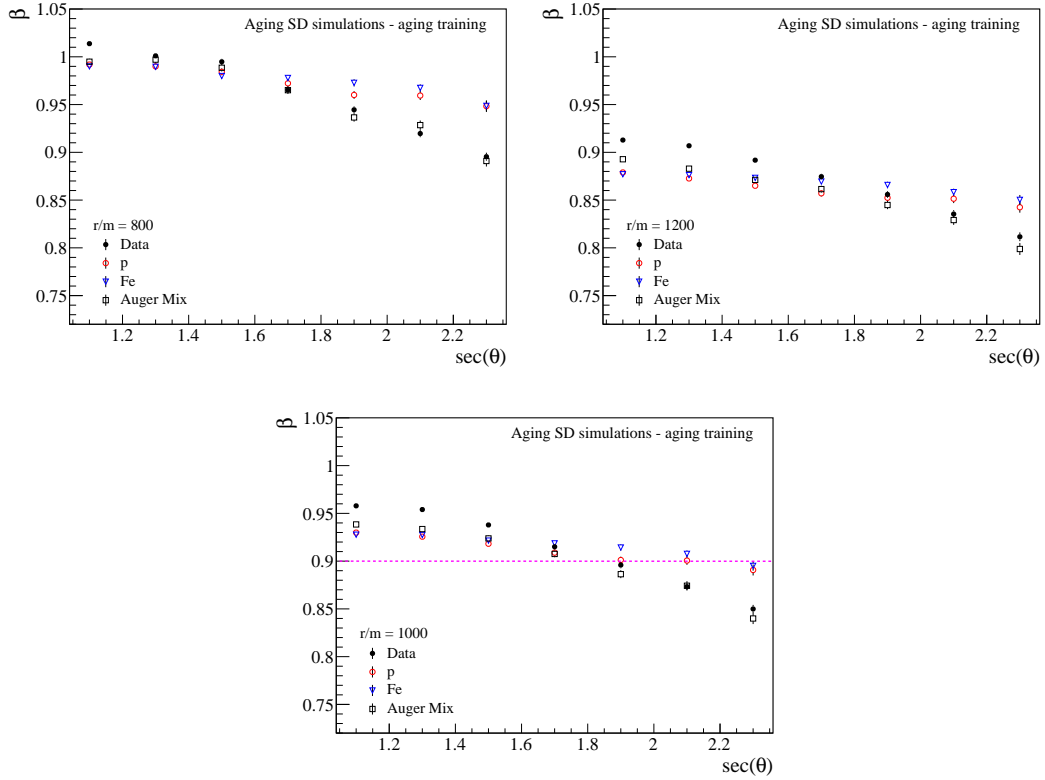 β
1.05
Aging SD simulations - aging training
1
0.95
0.9
0.85
0.8
0.75
r/m = 800
Data
p
Fe
Auger Mix
1.2 1.4 1.6 1.8 2 2.2
sec(θ)
β
1.05
Aging SD simulations - aging training
1
0.95
0.9
0.85
0.8
0.75
r/m = 1200
Data
p
Fe
Auger Mix
1.2 1.4 1.6 1.8 2 2.2
sec(θ)
β
1.05
Aging SD simulations - aging training
1
0.95
0.9
0.85
0.8
0.75
r/m = 1000
Data
p
Fe
Auger Mix
1.2 1.4 1.6 1.8 2 2.2
sec(θ)